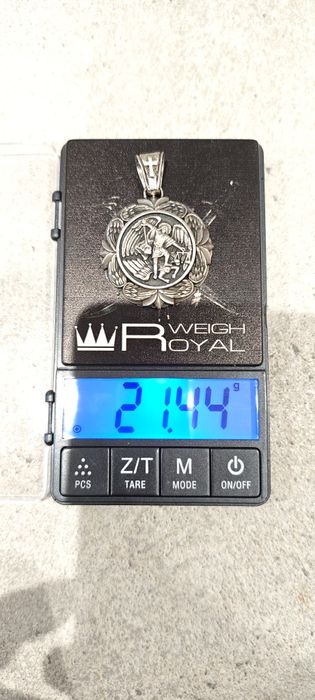 WEIGH
ROYAL
21.44 g
PCS
Z/T
TARE
M
MODE
ON/OFF